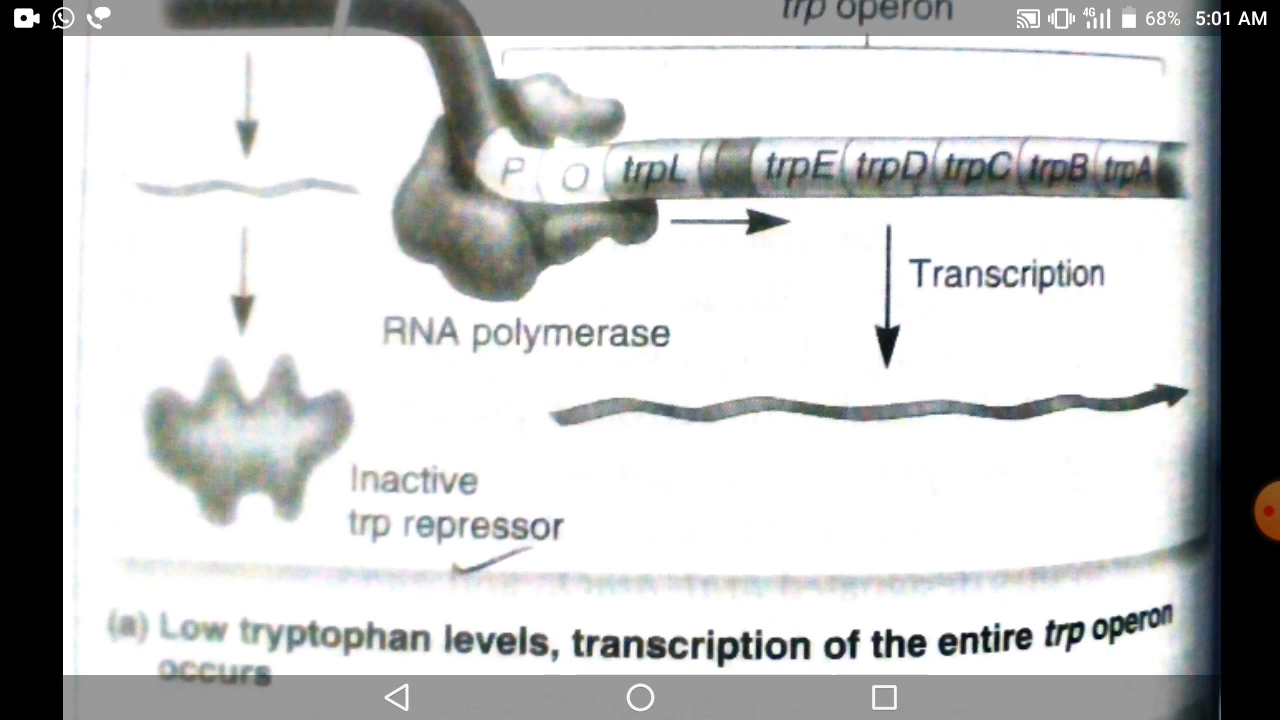 4G 68% 5:01 AM
trp operon
P O trpL trpE trpD trpC trpB trpA
Transcription
RNA polymerase
Inactive
trp repressor
(a) Low tryptophan levels, transcription of the entire trp operon
occurs